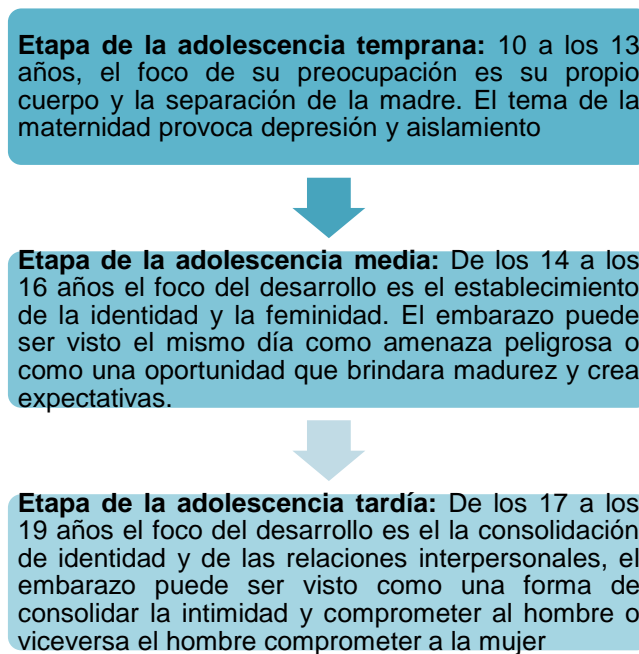 Etapa de la adolescencia temprana: 10 a los 13
años, el foco de su preocupación es su propio
cuerpo y la separación de la madre. El tema de la
maternidad provoca depresión y aislamiento
Etapa de la adolescencia media: De los 14 a los
16 años el foco del desarrollo es el establecimiento
de la identidad y la feminidad. El embarazo puede
ser visto el mismo día como amenaza peligrosa o
como una oportunidad que brindara madurez y crea
expectativas.
Etapa de la adolescencia tardía: De los 17 a los
19 años el foco del desarrollo es el la consolidación
de identidad y de las relaciones interpersonales, el
embarazo puede ser visto como una forma de
consolidar la intimidad y comprometer al hombre o
viceversa el hombre comprometer a la mujer